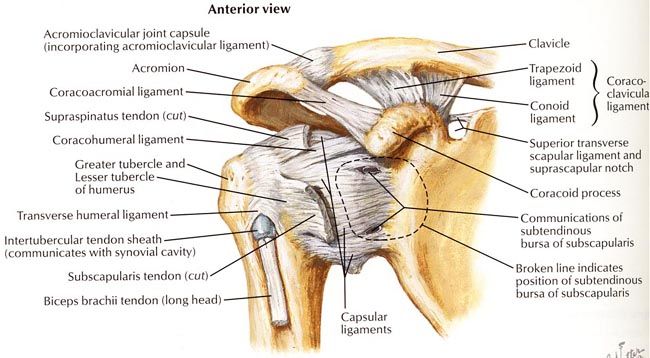 Anterior view
Acromioclavicular joint capsule
(incorporating acromioclavicular ligament)
Acromion
Coracoacromial ligament
Supraspinatus tendon (cut)
Coracohumeral ligament
Greater tubercle and
Lesser tubercle
of humerus
Transverse humeral ligament
Intertubercular tendon sheath
(communicates with synovial cavity)
Subscapularis tendon (cut)
Biceps brachii tendon (long head)
Capsular
ligaments
Clavicle
Trapezoid
ligament
Conoid
ligament
Coraco-
clavicular
ligament
Superior transverse
scapular ligament and
suprascapular notch
Coracoid process
Communications of
subtendinous
bursa of subscapularis
Broken line indicates
position of subtendinous
bursa of subscapularis